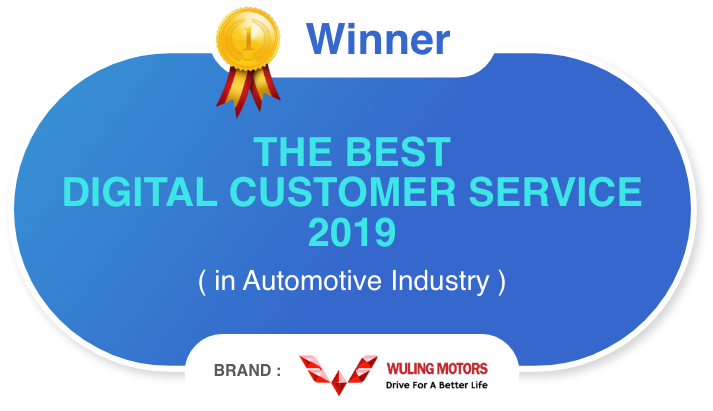 1
Winner
THE BEST
DIGITAL CUSTOMER SERVICE
2019
( in Automotive Industry )
BRAND :
WULING MOTORS
Drive For A Better Life